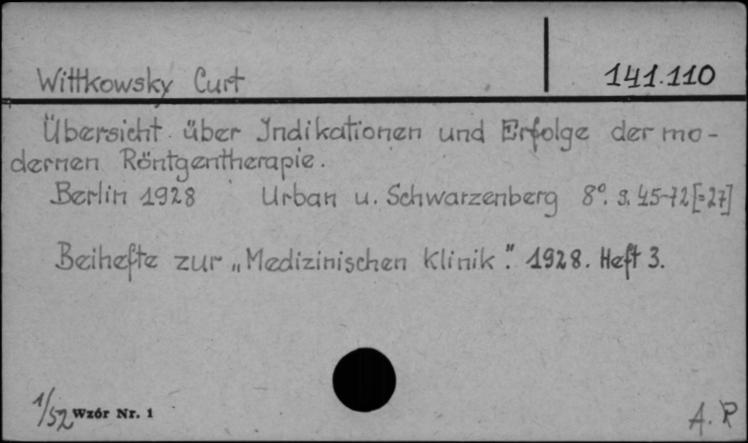 Wittkowsky Curt 141.110
Übersicht über Indikationen und Erfolge der mo-
dernen Röntgentherapie.
Berlin 1928 Urban u. Schwarzenberg 8°. s. 45-72 [=27]
Beihefte zur „Medizinischen Klinik". 1928. Heft 3.
1/52 Wzór Nr. 1
A. R